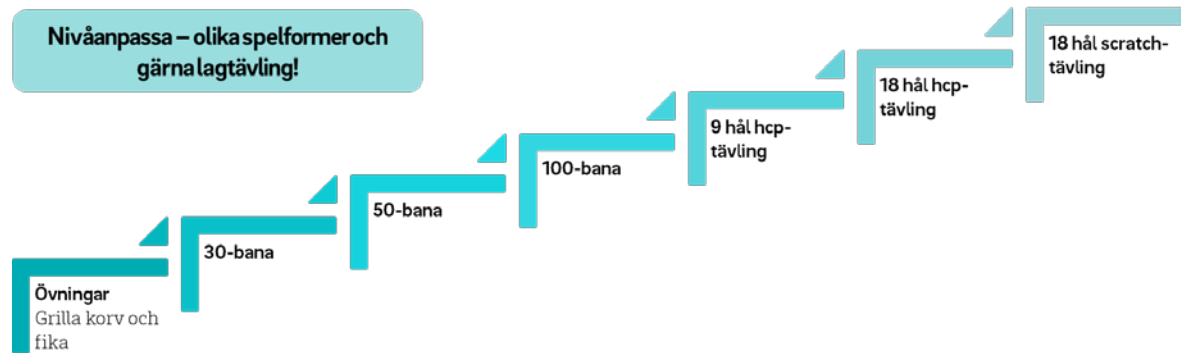 Nivåanpassa – olika spelformer och
gärna lagtävling!
Övningar
Grilla korv och
fika
30-bana
50-bana
100-bana
9 hål hcp-
tävling
18 hål hcp-
tävling
18 hål scratch-
tävling